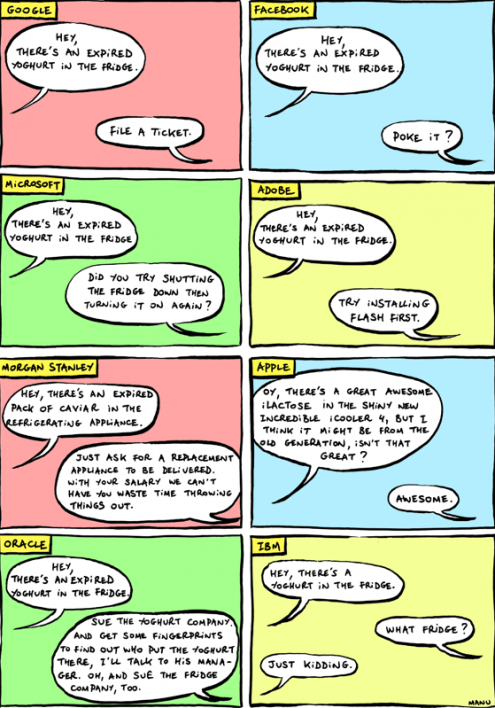 GOOGLE
HEY,
THERE'S AN EXPIRED
YOGHURT IN THE FRIDGE.
FILE A TICKET.
FACEBOOK
HEY,
THERE'S AN EXPIRED
YOGHURT IN THE FRIDGE.
POKE IT?
MICROSOFT
HEY,
THERE'S AN EXPIRED
YOGHURT IN THE FRIDGE
DID YOU TRY SHUTTING
THE FRIDGE DOWN THEN
TURNING IT ON AGAIN?
ADOBE
HEY,
THERE'S AN EXPIRED
YOGHURT IN THE FRIDGE.
TRY INSTALLING
FLASH FIRST.
MORGAN STANLEY
HEY, THERE'S AN EXPIRED
PACK OF CAVIAR IN THE
REFRIGERATING APPLIANCE.
JUST ASK FOR A REPLACEMENT
APPLIANCE TO BE DELIVERED.
WITH YOUR SALARY WE CAN'T
HAVE YOU WASTE TIME THROWING
THINGS OUT.
APPLE
OY, THERE'S A GREAT AWESOME
iLACTOSE IN THE SHINY NEW
INCREDIBLE iCOOLER 4, BUT I
THINK IT MIGHT BE FROM THE
OLD GENERATION, ISN'T THAT
GREAT?
AWESOME.
ORACLE
HEY,
THERE'S AN EXPIRED
YOGHURT IN THE FRIDGE.
SUE THE YOGHURT COMPANY.
AND GET SOME FINGERPRINTS
TO FIND OUT WHO PUT THE YOGHURT
THERE, I'LL TALK TO HIS MANA-
GER. OH, AND SUE THE FRIDGE
COMPANY, TOO.
IBM
HEY, THERE'S A
YOGHURT IN THE FRIDGE.
WHAT FRIDGE?
JUST KIDDING.
MANU